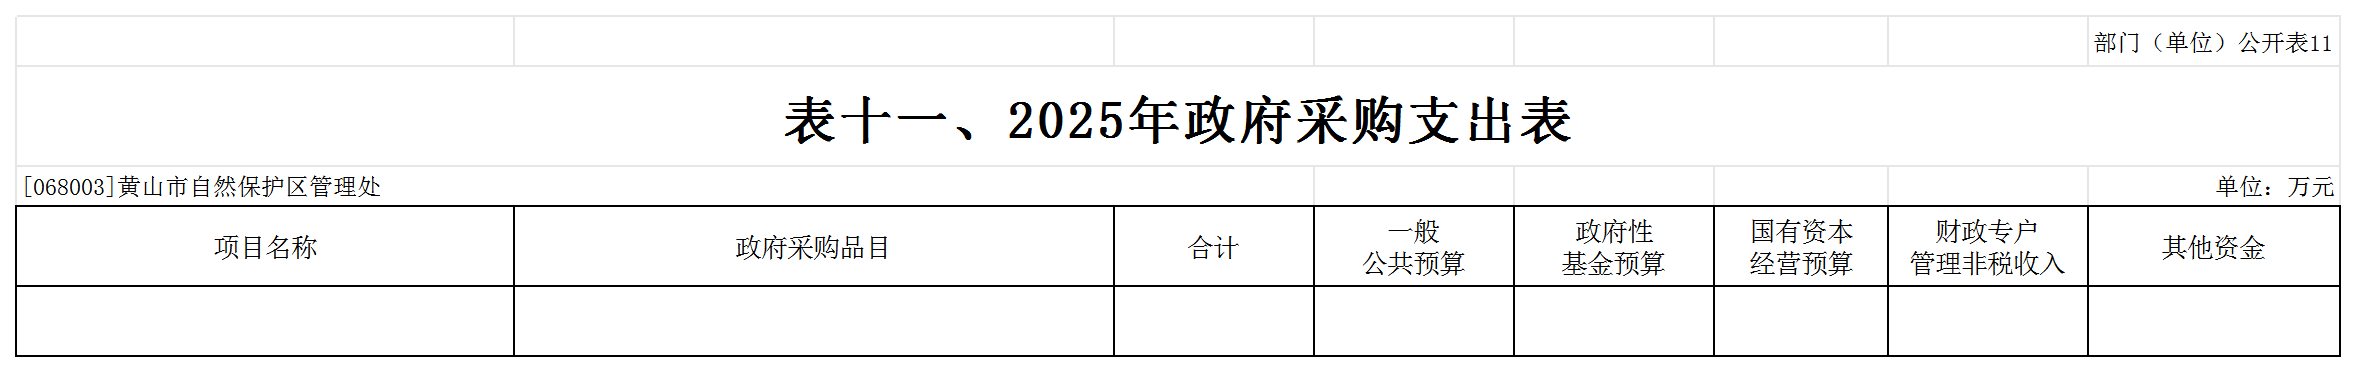 部门（单位）公开表11
表十一、2025年政府采购支出表
[068003]黄山市自然保护区管理处
单位：万元
项目名称
政府采购品目
合计
一般
公共预算
政府性
基金预算
国有资本
经营预算
财政专户
管理非税收入
其他资金